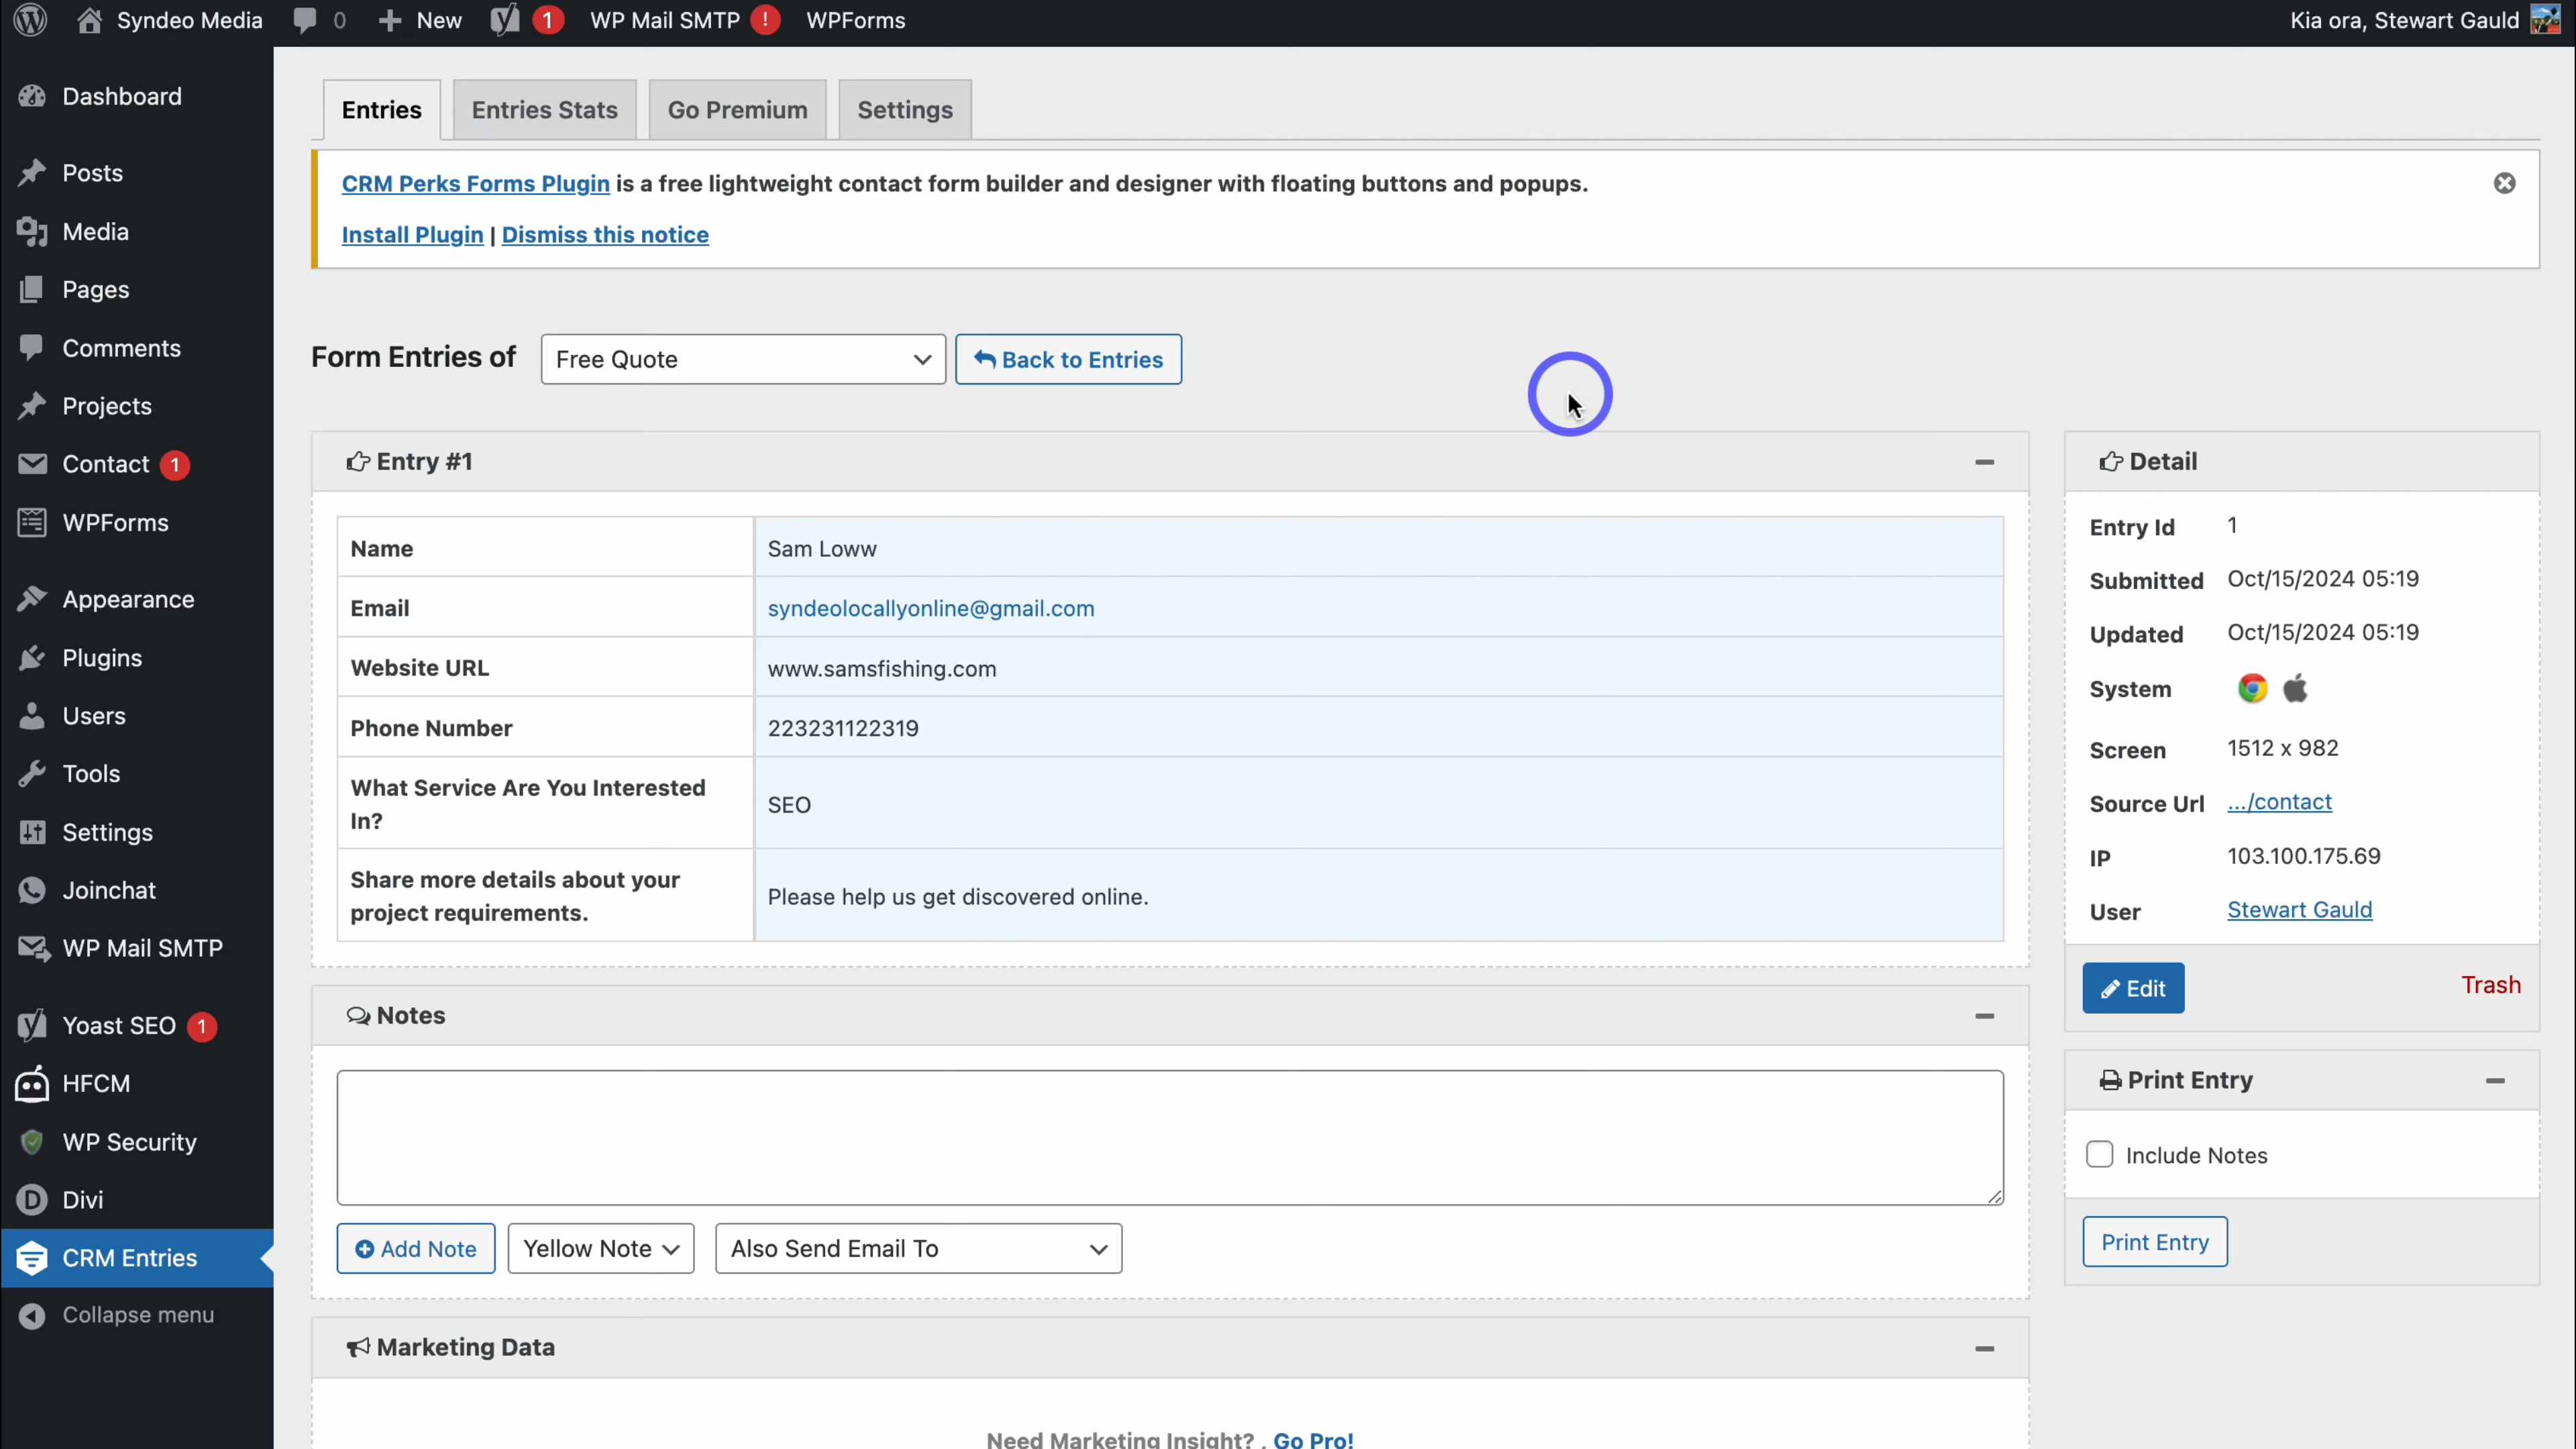 Syndeo Media 0 New 1 WP Mail SMTP ! WPForms Kia ora, Stewart Gauld
Dashboard
Posts
Media
Pages
Comments
Projects
Contact 1
WPForms
Appearance
Plugins
Users
Tools
Settings
Joinchat
WP Mail SMTP
Yoast SEO 1
HFCM
WP Security
Divi
CRM Entries
Collapse menu
Entries Entries Stats Go Premium Settings
CRM Perks Forms Plugin is a free lightweight contact form builder and designer with floating buttons and popups.
Install Plugin | Dismiss this notice
Form Entries of Free Quote Back to Entries
Entry #1
Name Sam Loww
Email syndeolocallyonline@gmail.com
Website URL www.samsfishing.com
Phone Number 223231122319
What Service Are You Interested
In?
SEO
Share more details about your
project requirements.
Please help us get discovered online.
Notes
Add Note Yellow Note Also Send Email To
Marketing Data
Need Marketing Insight? , Go Pro!
Detail
Entry Id 1
Submitted Oct/15/2024 05:19
Updated Oct/15/2024 05:19
System
Screen 1512 x 982
Source Url .../contact
IP 103.100.175.69
User Stewart Gauld
Edit Trash
Print Entry
Include Notes
Print Entry